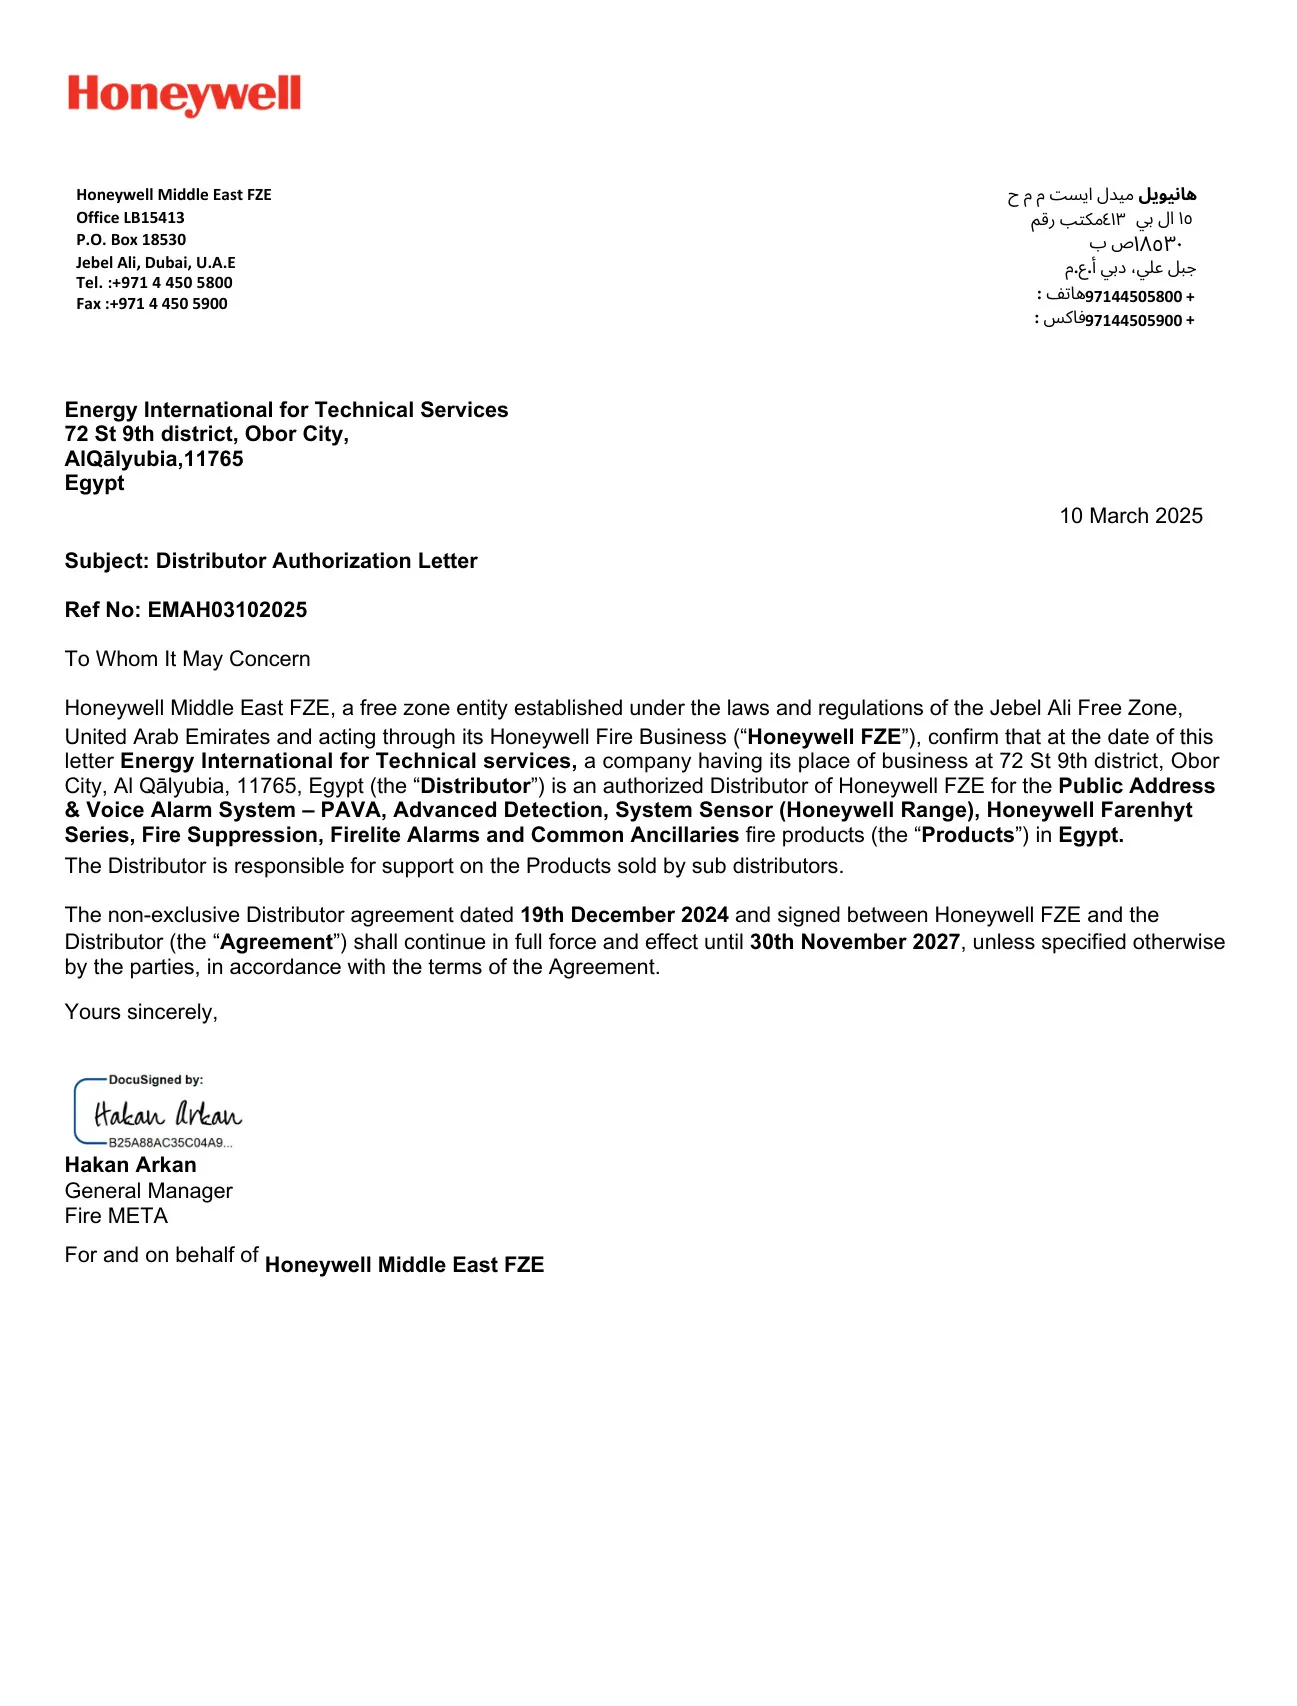 Honeywell
Honeywell Middle East FZE
Office LB15413
P.O. Box 18530
Jebel Ali, Dubai, U.A.E
Tel. :+971 4 450 5800
Fax :+971 4 450 5900
هانيويل ميدل ايست م م ح
١٥ ال بي ٤١٣مكتب رقم
١٨٥٣٠ص ب
جبل علي، دبي أ.ع.م
+ 97144505800هاتف :
+ 97144505900فاكس :
Energy International for Technical Services
72 St 9th district, Obor City,
AlQālyubia,11765
Egypt
10 March 2025
Subject: Distributor Authorization Letter
Ref No: EMAH03102025
To Whom It May Concern
Honeywell Middle East FZE, a free zone entity established under the laws and regulations of the Jebel Ali Free Zone,
United Arab Emirates and acting through its Honeywell Fire Business (“Honeywell FZE”), confirm that at the date of this
letter Energy International for Technical services, a company having its place of business at 72 St 9th district, Obor
City, Al Qālyubia, 11765, Egypt (the “Distributor”) is an authorized Distributor of Honeywell FZE for the Public Address
& Voice Alarm System – PAVA, Advanced Detection, System Sensor (Honeywell Range), Honeywell Farenhyt
Series, Fire Suppression, Firelite Alarms and Common Ancillaries fire products (the “Products”) in Egypt.
The Distributor is responsible for support on the Products sold by sub distributors.
The non-exclusive Distributor agreement dated 19th December 2024 and signed between Honeywell FZE and the
Distributor (the “Agreement”) shall continue in full force and effect until 30th November 2027, unless specified otherwise
by the parties, in accordance with the terms of the Agreement.
Yours sincerely,
DocuSigned by:
Hakan Arkan
B25A88AC35C04A9...
Hakan Arkan
General Manager
Fire META
For and on behalf of Honeywell Middle East FZE